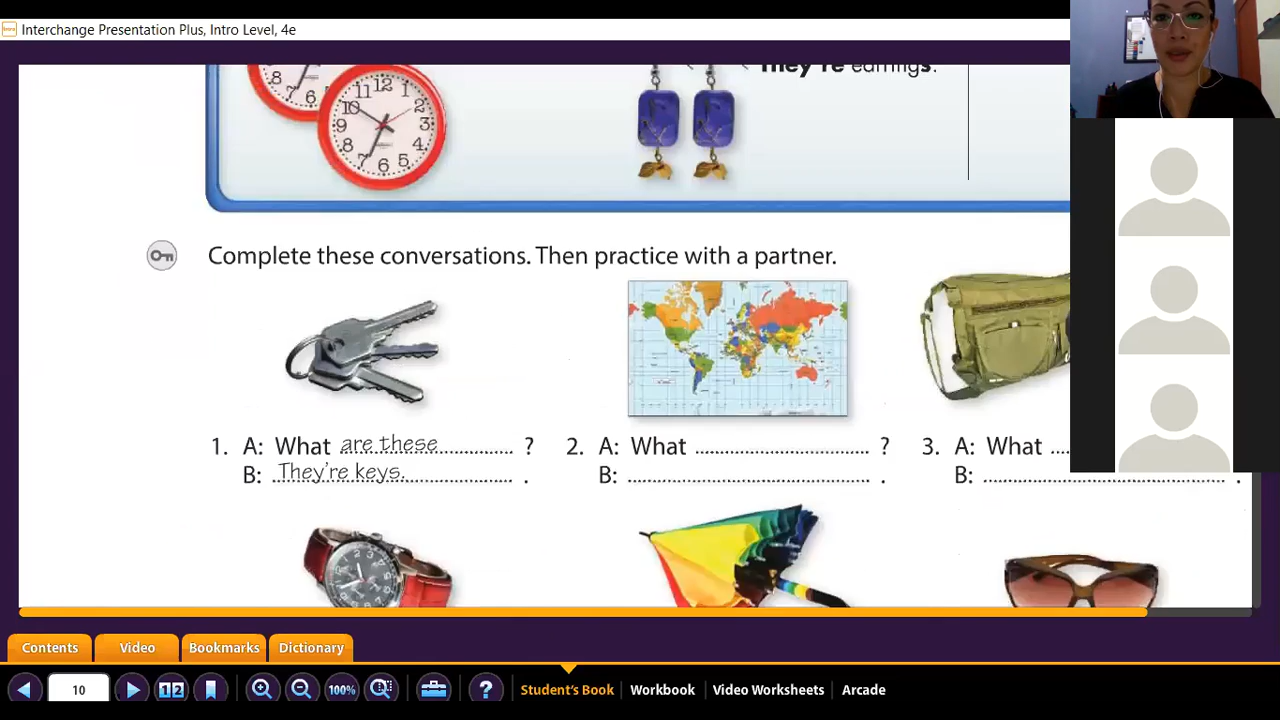 Interchange Presentation Plus, Intro Level, 4e
They're earrings.
Complete these conversations. Then practice with a partner.
1. A: What are these ?
B: They're keys. .
2. A: What ?
B: .
3. A: What
B: .
Contents
Video
Bookmarks
Dictionary
10
12
100%
?
Student's Book
Workbook
Video Worksheets
Arcade